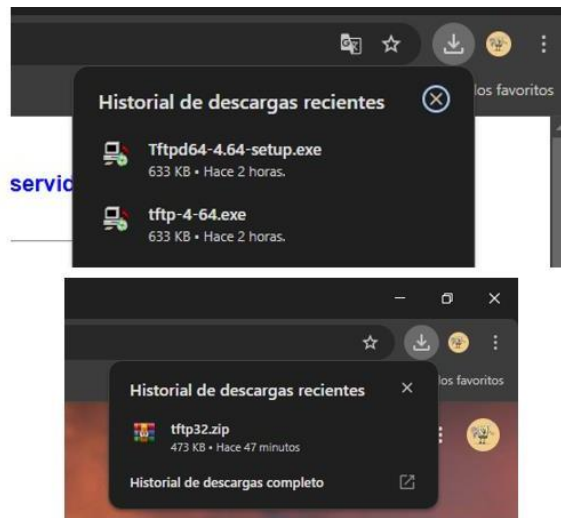 los favoritos
Historial de descargas recientes
Tftpd64-4.64-setup.exe
633 KB • Hace 2 horas.
servid
tftp-4-64.exe
633 KB • Hace 2 horas.
los favoritos
Historial de descargas recientes
tftp32.zip
473 KB • Hace 47 minutos
Historial de descargas completo